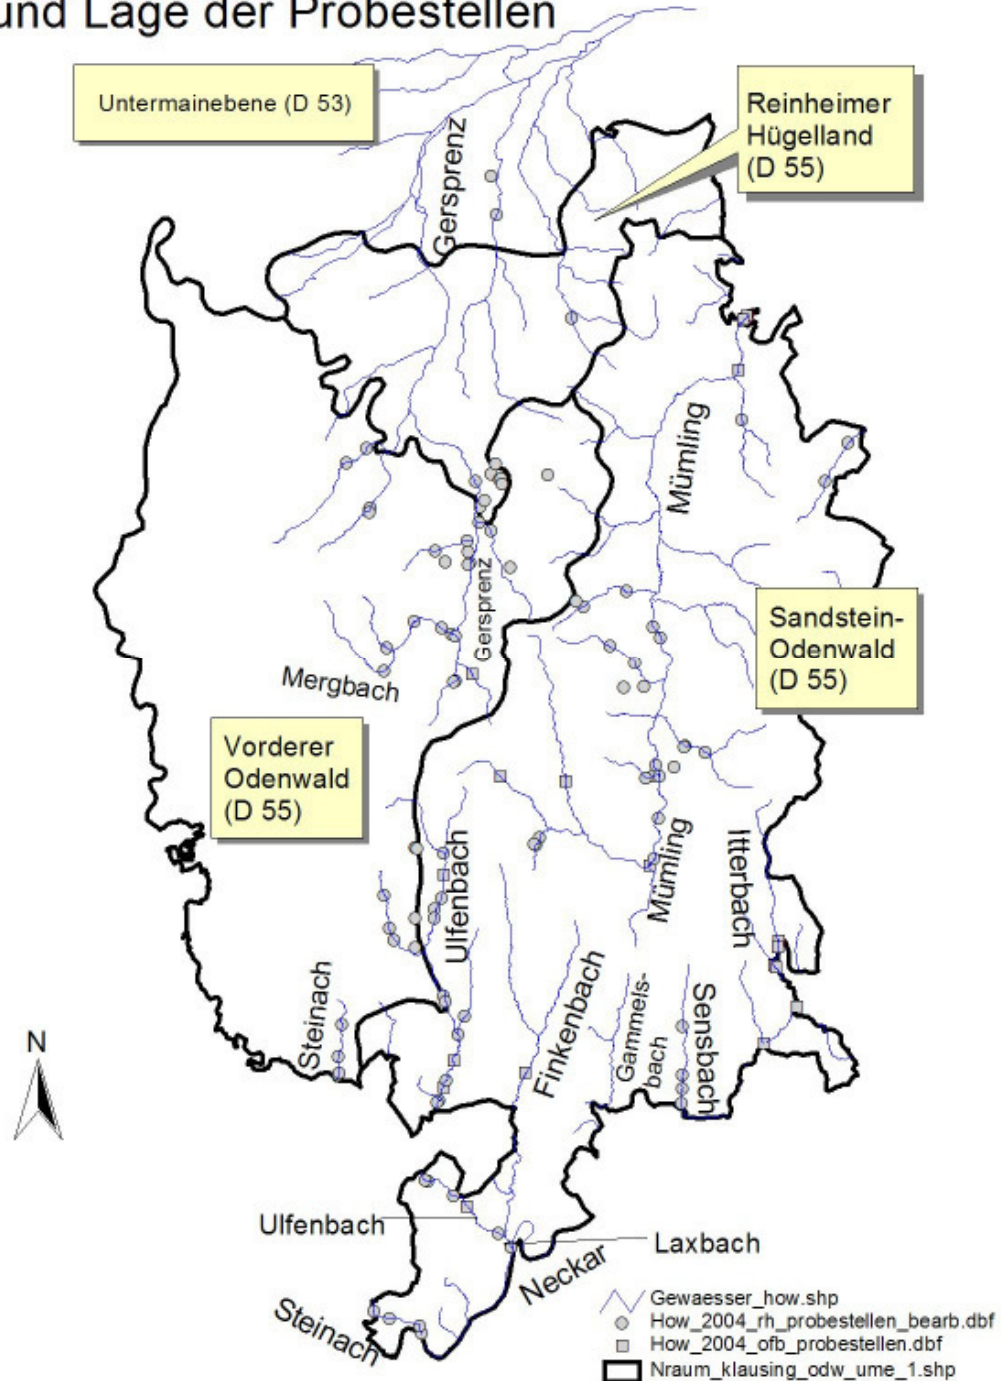 und Lage der Probestellen
Untermainebene (D 53)
Reinheimer
Hügelland
(D 55)
Gersprenz
Mümling
Gersprenz
Sandstein-
Odenwald
(D 55)
Mergbach
Vorderer
Odenwald
(D 55)
Ulfenbach
Mümling
Itterbach
Steinach
Finkenbach
Gammels-
bach
Sensbach
N
Ulfenbach
Laxbach
Neckar
Steinach
Gewaesser_how.shp
How_2004_rh_probestellen_bearb.dbf
How_2004_ofb_probestellen.dbf
Nraum_klausing_odw_ume_1.shp